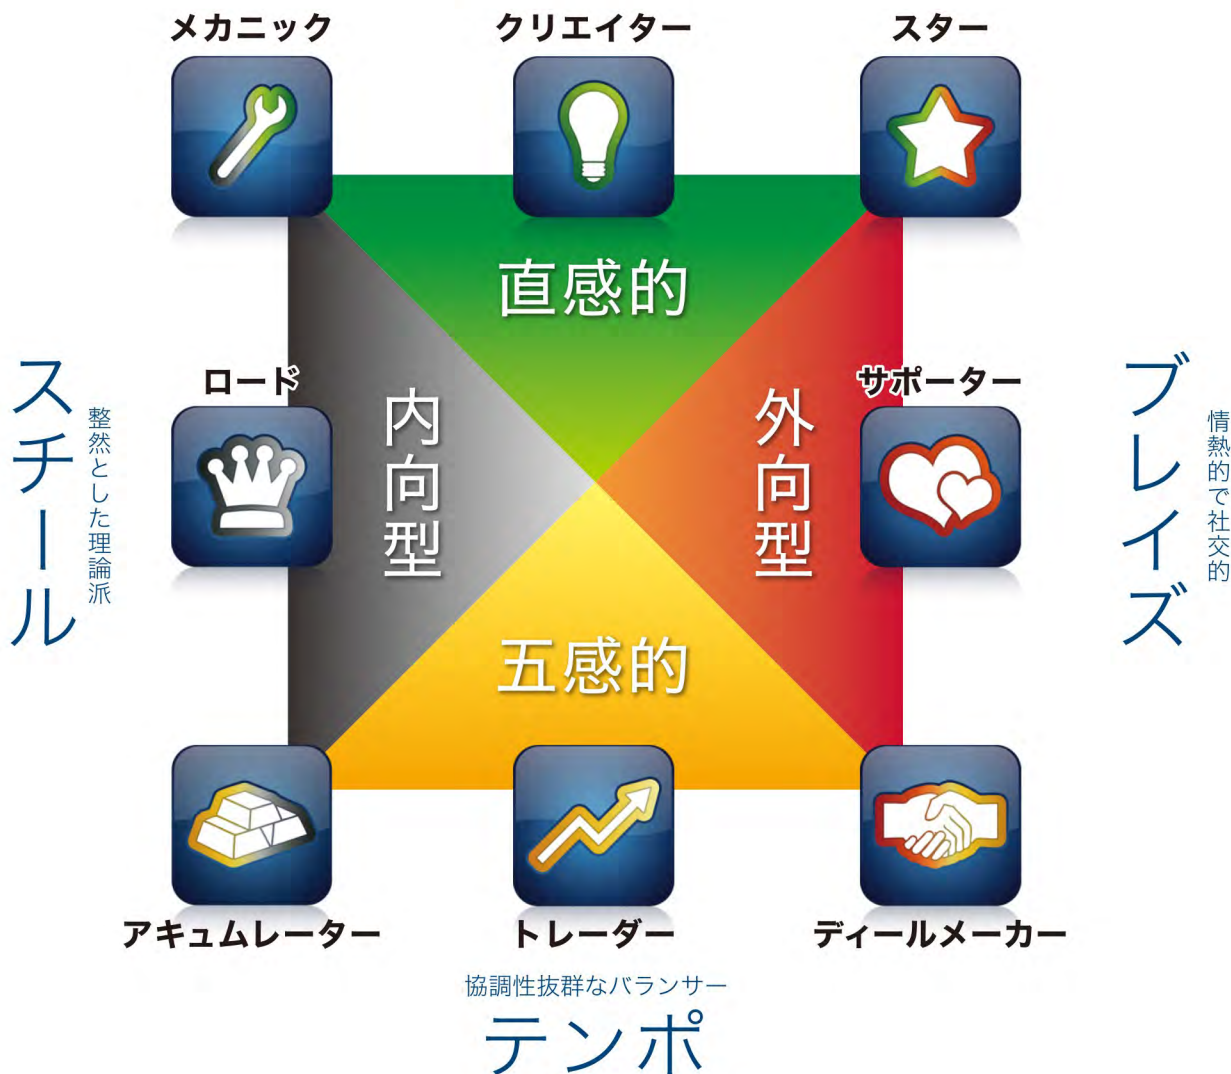 メカニック
クリエイター
スター
直感的
スチール
整然とした理論派
ロード
内向型
外向型
サポーター
ブレイズ
情熱的で社交的
五感的
アキュムレーター
トレーダー
ディールメーカー
協調性抜群なバランサー
テンポ